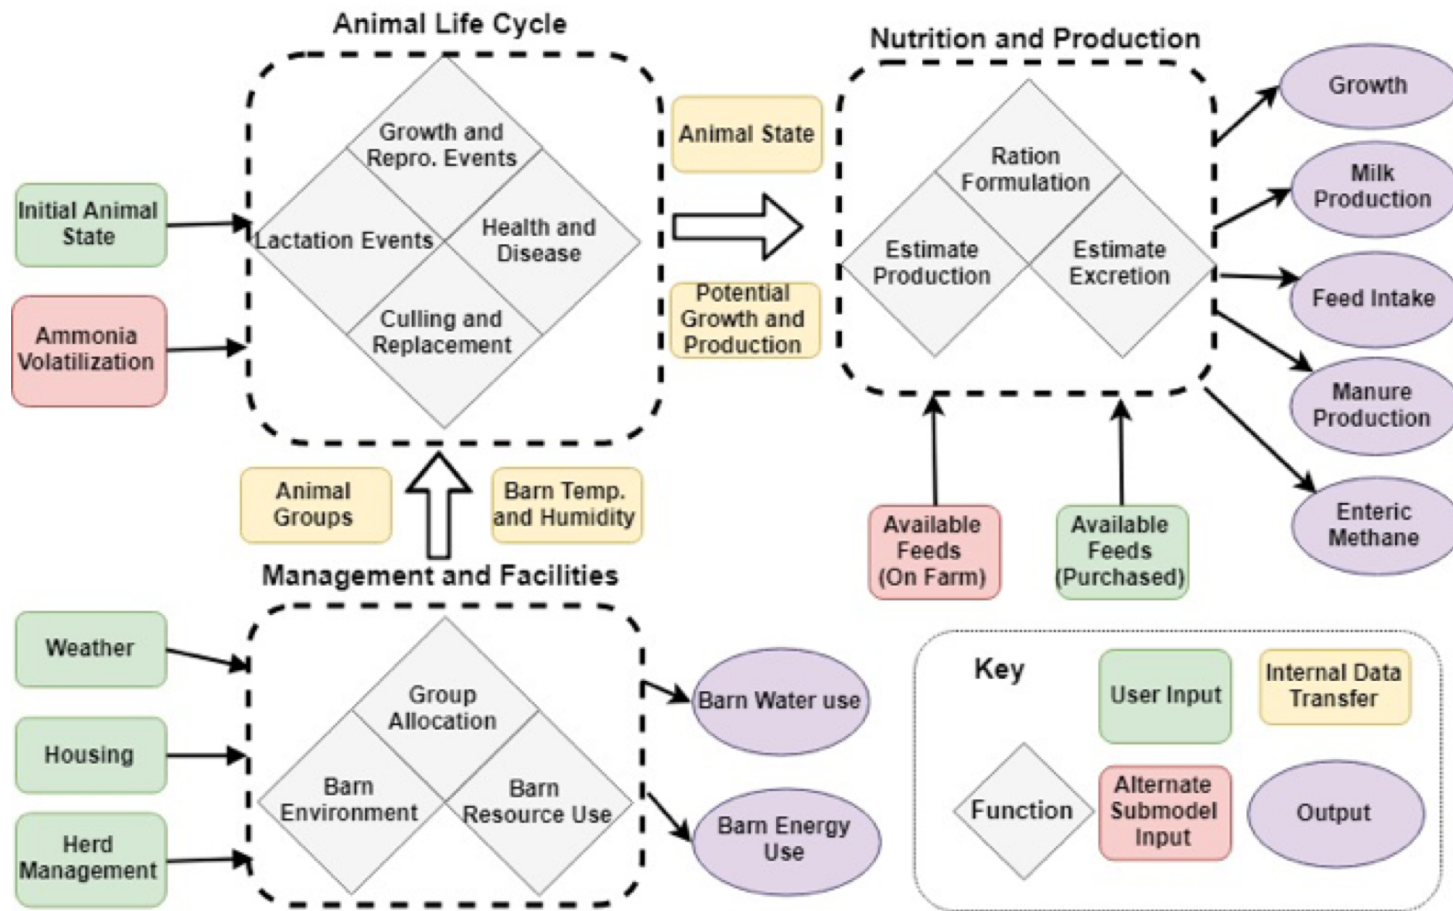 Animal Life Cycle
Growth and
Repro. Events
Lactation Events
Health and
Disease
Culling and
Replacement
Initial Animal
State
Ammonia
Volatilization
Animal State
Potential
Growth and
Production
Nutrition and Production
Ration
Formulation
Estimate
Production
Estimate
Excretion
Growth
Milk
Production
Feed Intake
Manure
Production
Enteric
Methane
Available
Feeds
(On Farm)
Available
Feeds
(Purchased)
Animal
Groups
Barn Temp.
and Humidity
Management and Facilities
Weather
Housing
Herd
Management
Group
Allocation
Barn
Environment
Barn
Resource Use
Barn Water use
Barn Energy
Use
Key
User Input
Internal Data
Transfer
Function
Alternate
Submodel
Input
Output